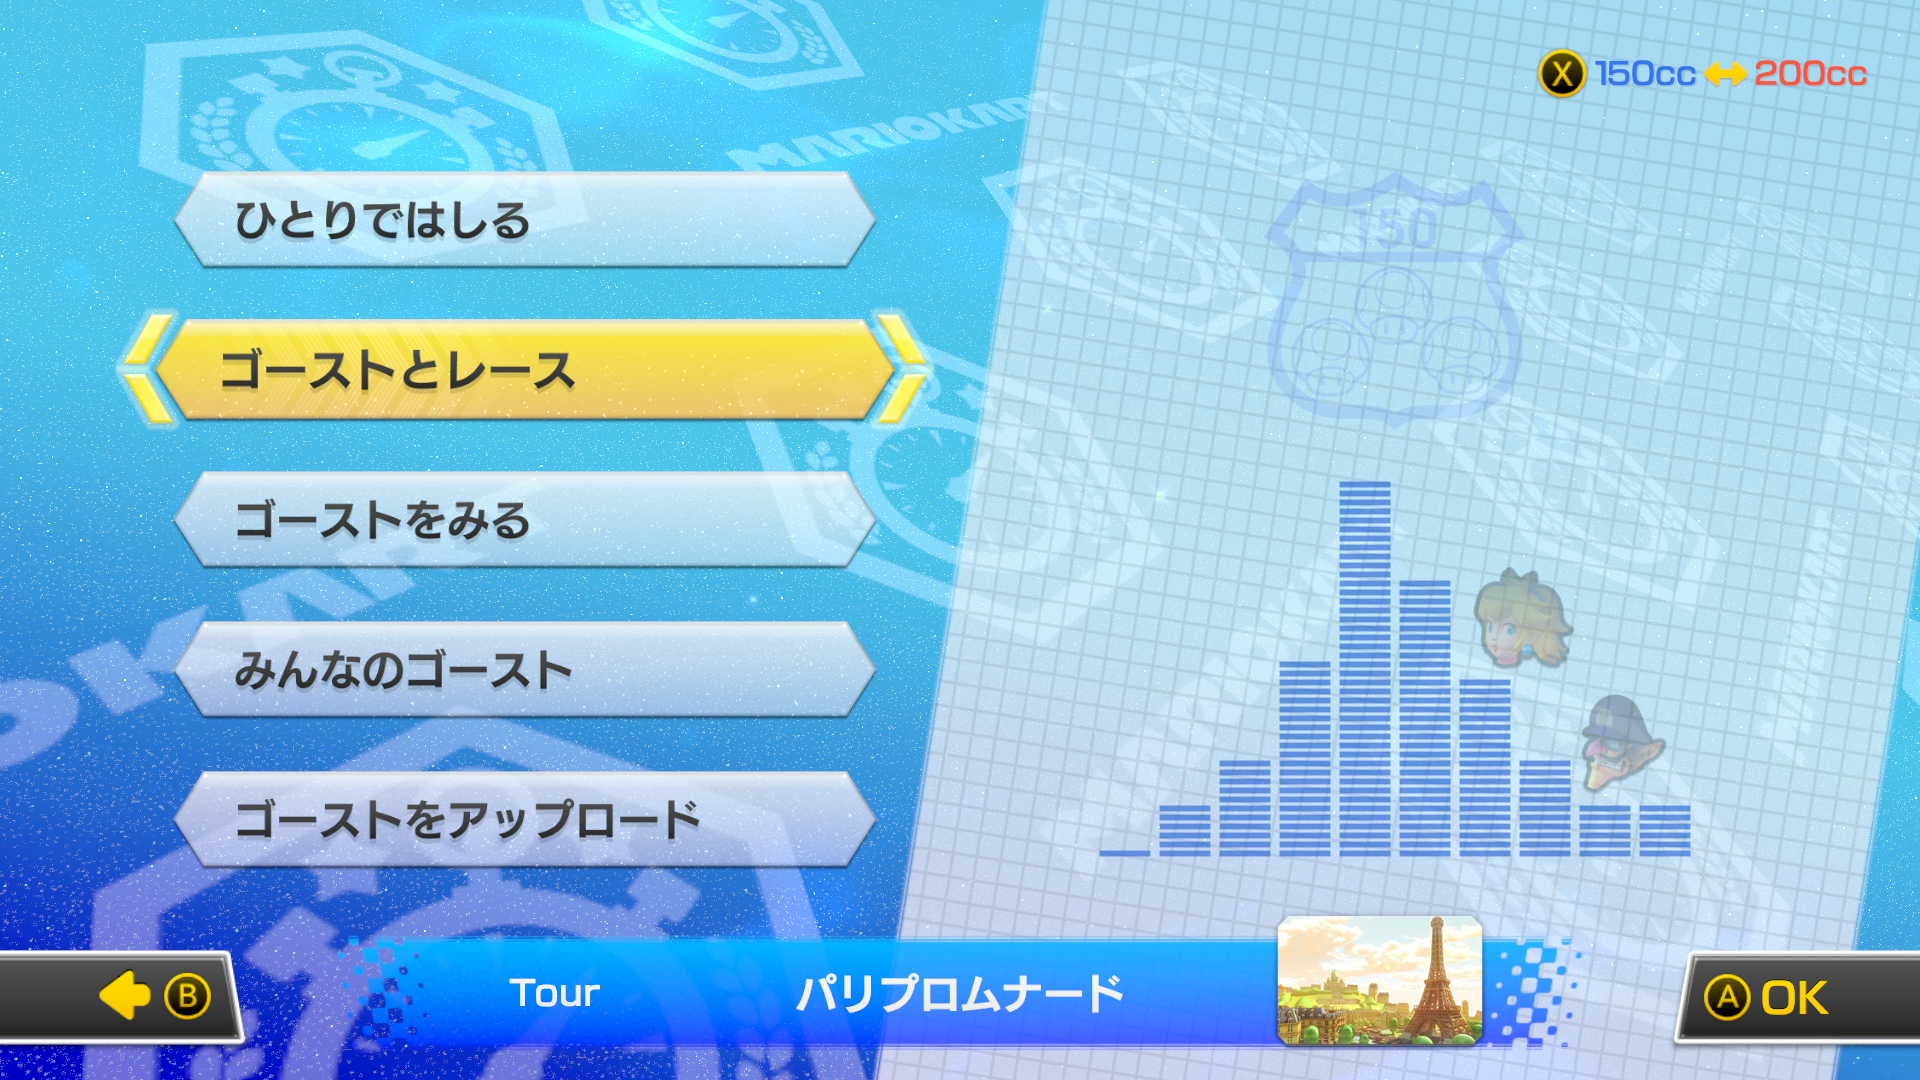 X 150cc ⇔ 200cc
MARIOKART
150
ひとりではしる
ゴーストとレース
ゴーストをみる
みんなのゴースト
ゴーストをアップロード
B
Tour パリプロムナード
A OK